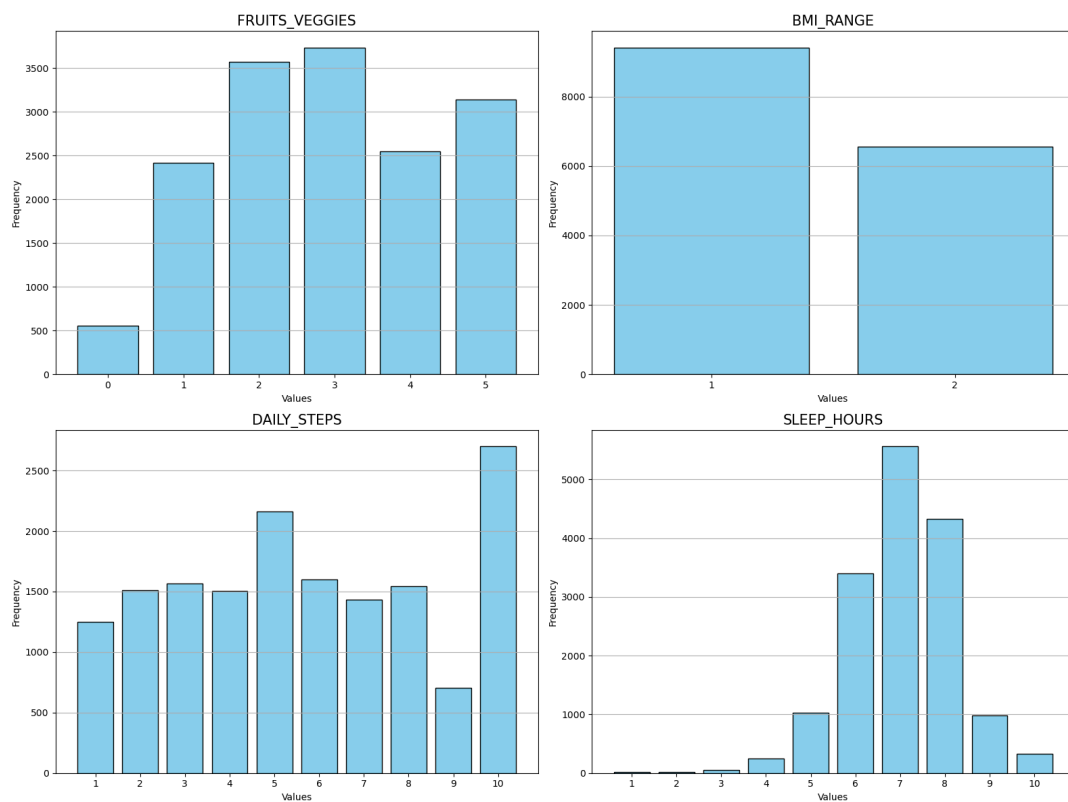 FRUITS_VEGGIES
3500
3000
2500
2000
1500
1000
500
0
Frequency
0 1 2 3 4 5
Values
BMI_RANGE
8000
6000
4000
2000
0
Frequency
1 2
Values
DAILY_STEPS
2500
2000
1500
1000
500
0
Frequency
1 2 3 4 5 6 7 8 9 10
Values
SLEEP_HOURS
5000
4000
3000
2000
1000
0
Frequency
1 2 3 4 5 6 7 8 9 10
Values